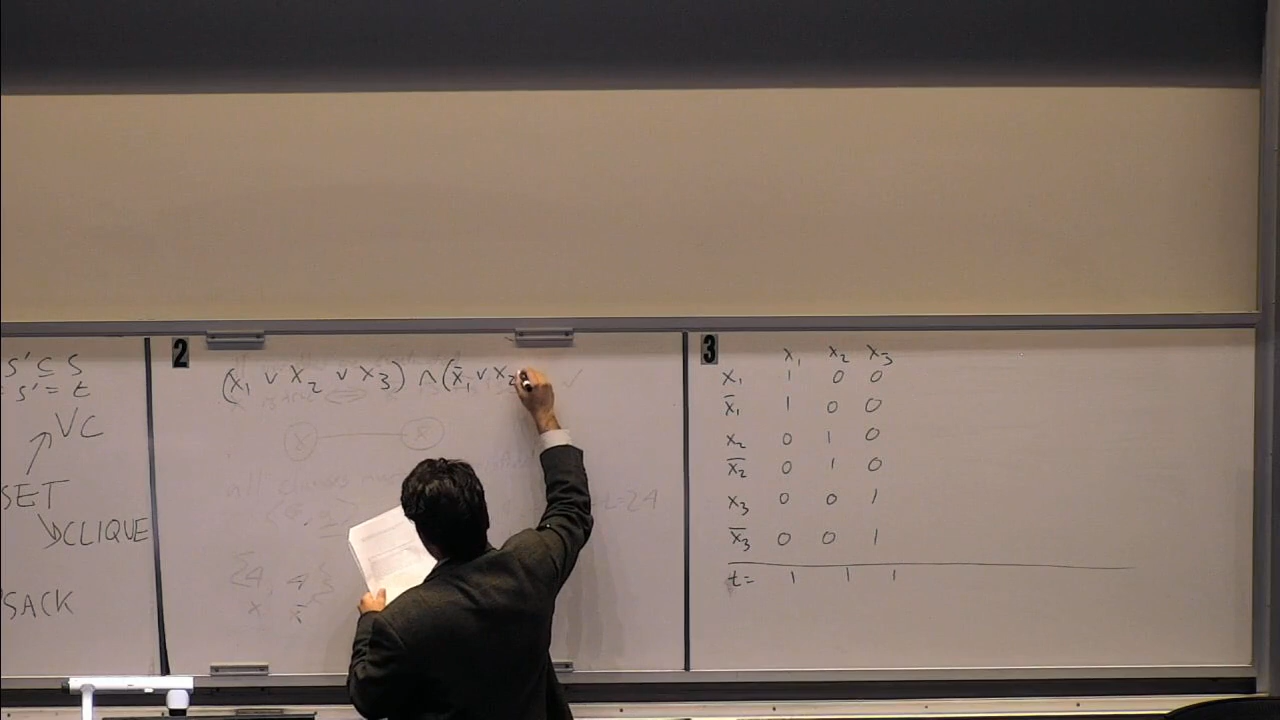 S' ⊆ S
S' = t
VC
SET
CLIQUE
SACK
2
(x₁ ∨ x₂ ∨ x₃) ∧ (x̄₁ ∨ x₂
x x̄
all clauses
3
x₁ x₂ x₃
x₁ 1 0 0
x̄₁ 1 0 0
x₂ 0 1 0
x̄₂ 0 1 0
x₃ 0 0 1
x̄₃ 0 0 1
t= 1 1 1